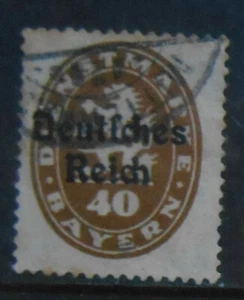 DIENSTMARKE
Deutsches
Reich
40
BAYERN